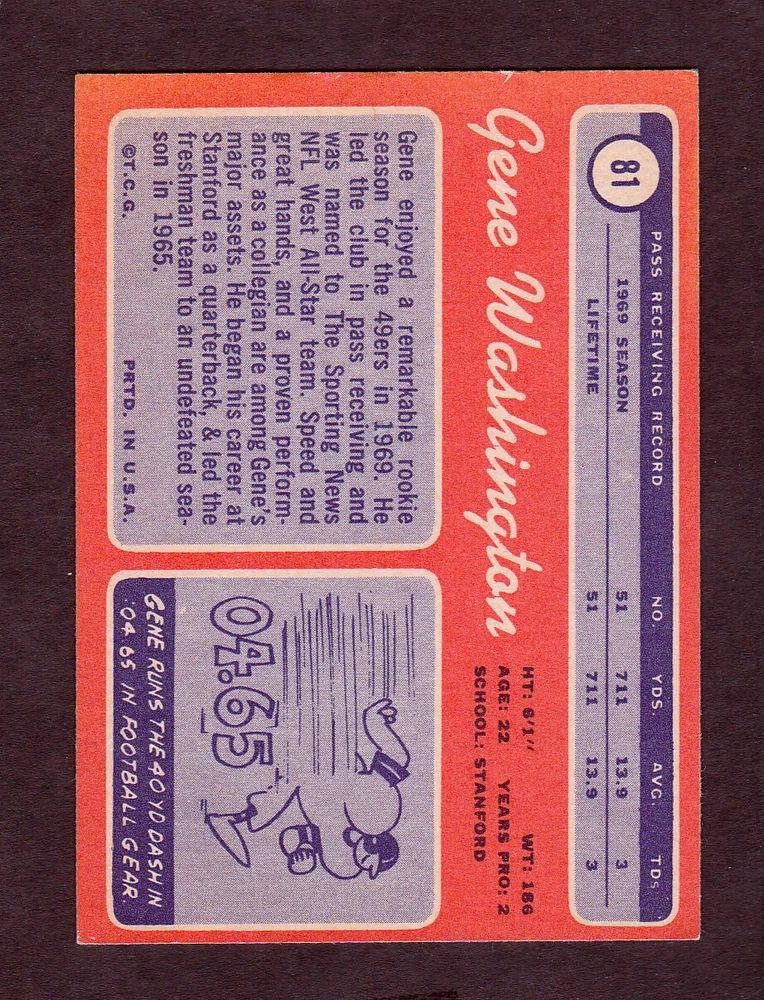 81
PASS RECEIVING RECORD NO. YDS. AVG. TDs
1969 SEASON 51 711 13.9 3
LIFETIME 51 711 13.9 3
Gene Washington
HT: 6'1" WT: 186
AGE: 22 YEARS PRO: 2
SCHOOL: STANFORD
Gene enjoyed a remarkable rookie
season for the 49ers in 1969. He
led the club in pass receiving and
was named to The Sporting News
NFL West All-Star team. Speed and
great hands, and a proven perform-
ance as a collegian are among Gene's
major assets. He began his career at
Stanford as a quarterback, & led the
freshman team to an undefeated sea-
son in 1965.
©T.C.G. PRTD. IN U.S.A.
04.65
GENE RUNS THE 40 YD DASH IN
:04.65 IN FOOTBALL GEAR